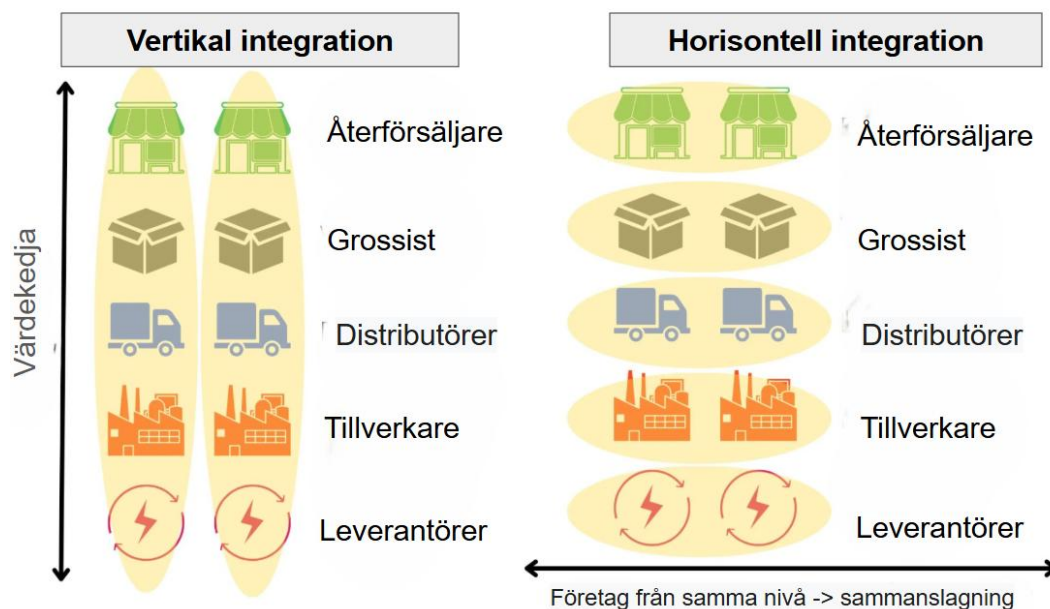 Vertikal integration
Värdekedja
Återförsäljare
Grossist
Distributörer
Tillverkare
Leverantörer
Horisontell integration
Återförsäljare
Grossist
Distributörer
Tillverkare
Leverantörer
Företag från samma nivå -> sammanslagning